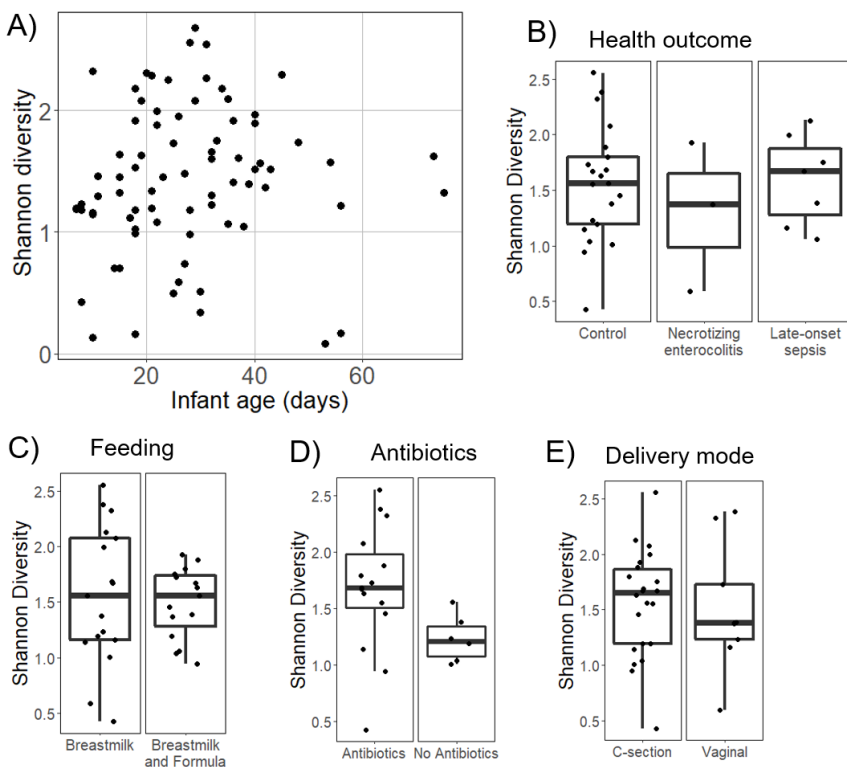 A)
Shannon diversity
2
1
0
20 40 60
Infant age (days)
B) Health outcome
Shannon Diversity
2.5
2.0
1.5
1.0
0.5
Control
Necrotizing
enterocolitis
Late-onset
sepsis
C) Feeding
Shannon Diversity
2.5
2.0
1.5
1.0
0.5
Breastmilk
Breastmilk
and Formula
D) Antibiotics
Shannon Diversity
2.5
2.0
1.5
1.0
0.5
Antibiotics No Antibiotics
E) Delivery mode
Shannon Diversity
2.5
2.0
1.5
1.0
0.5
C-section Vaginal